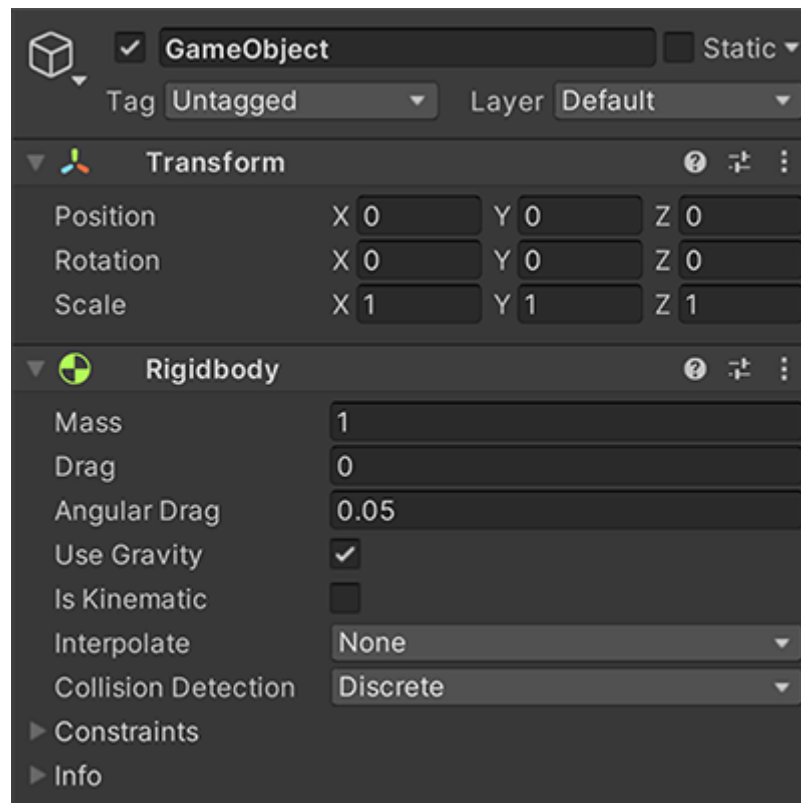 GameObject Static
Tag Untagged Layer Default
Transform
Position X 0 Y 0 Z 0
Rotation X 0 Y 0 Z 0
Scale X 1 Y 1 Z 1
Rigidbody
Mass 1
Drag 0
Angular Drag 0.05
Use Gravity
Is Kinematic
Interpolate None
Collision Detection Discrete
Constraints
Info